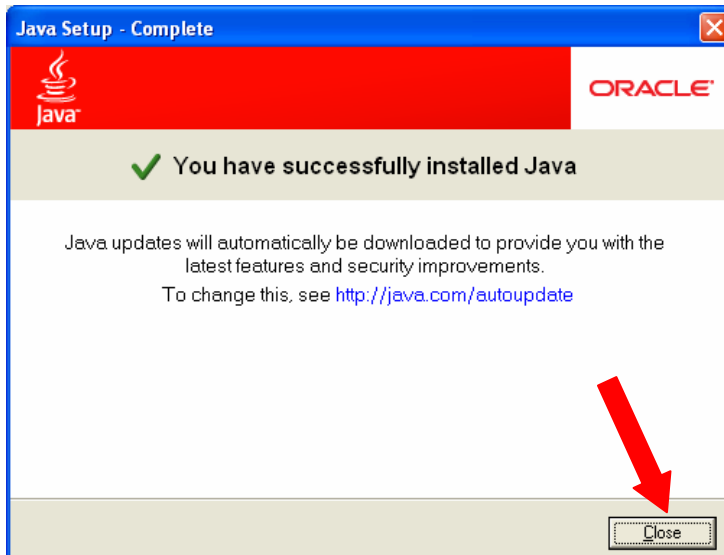 Java Setup - Complete
Java
ORACLE
You have successfully installed Java
Java updates will automatically be downloaded to provide you with the
latest features and security improvements.
To change this, see http://java.com/autoupdate
Close